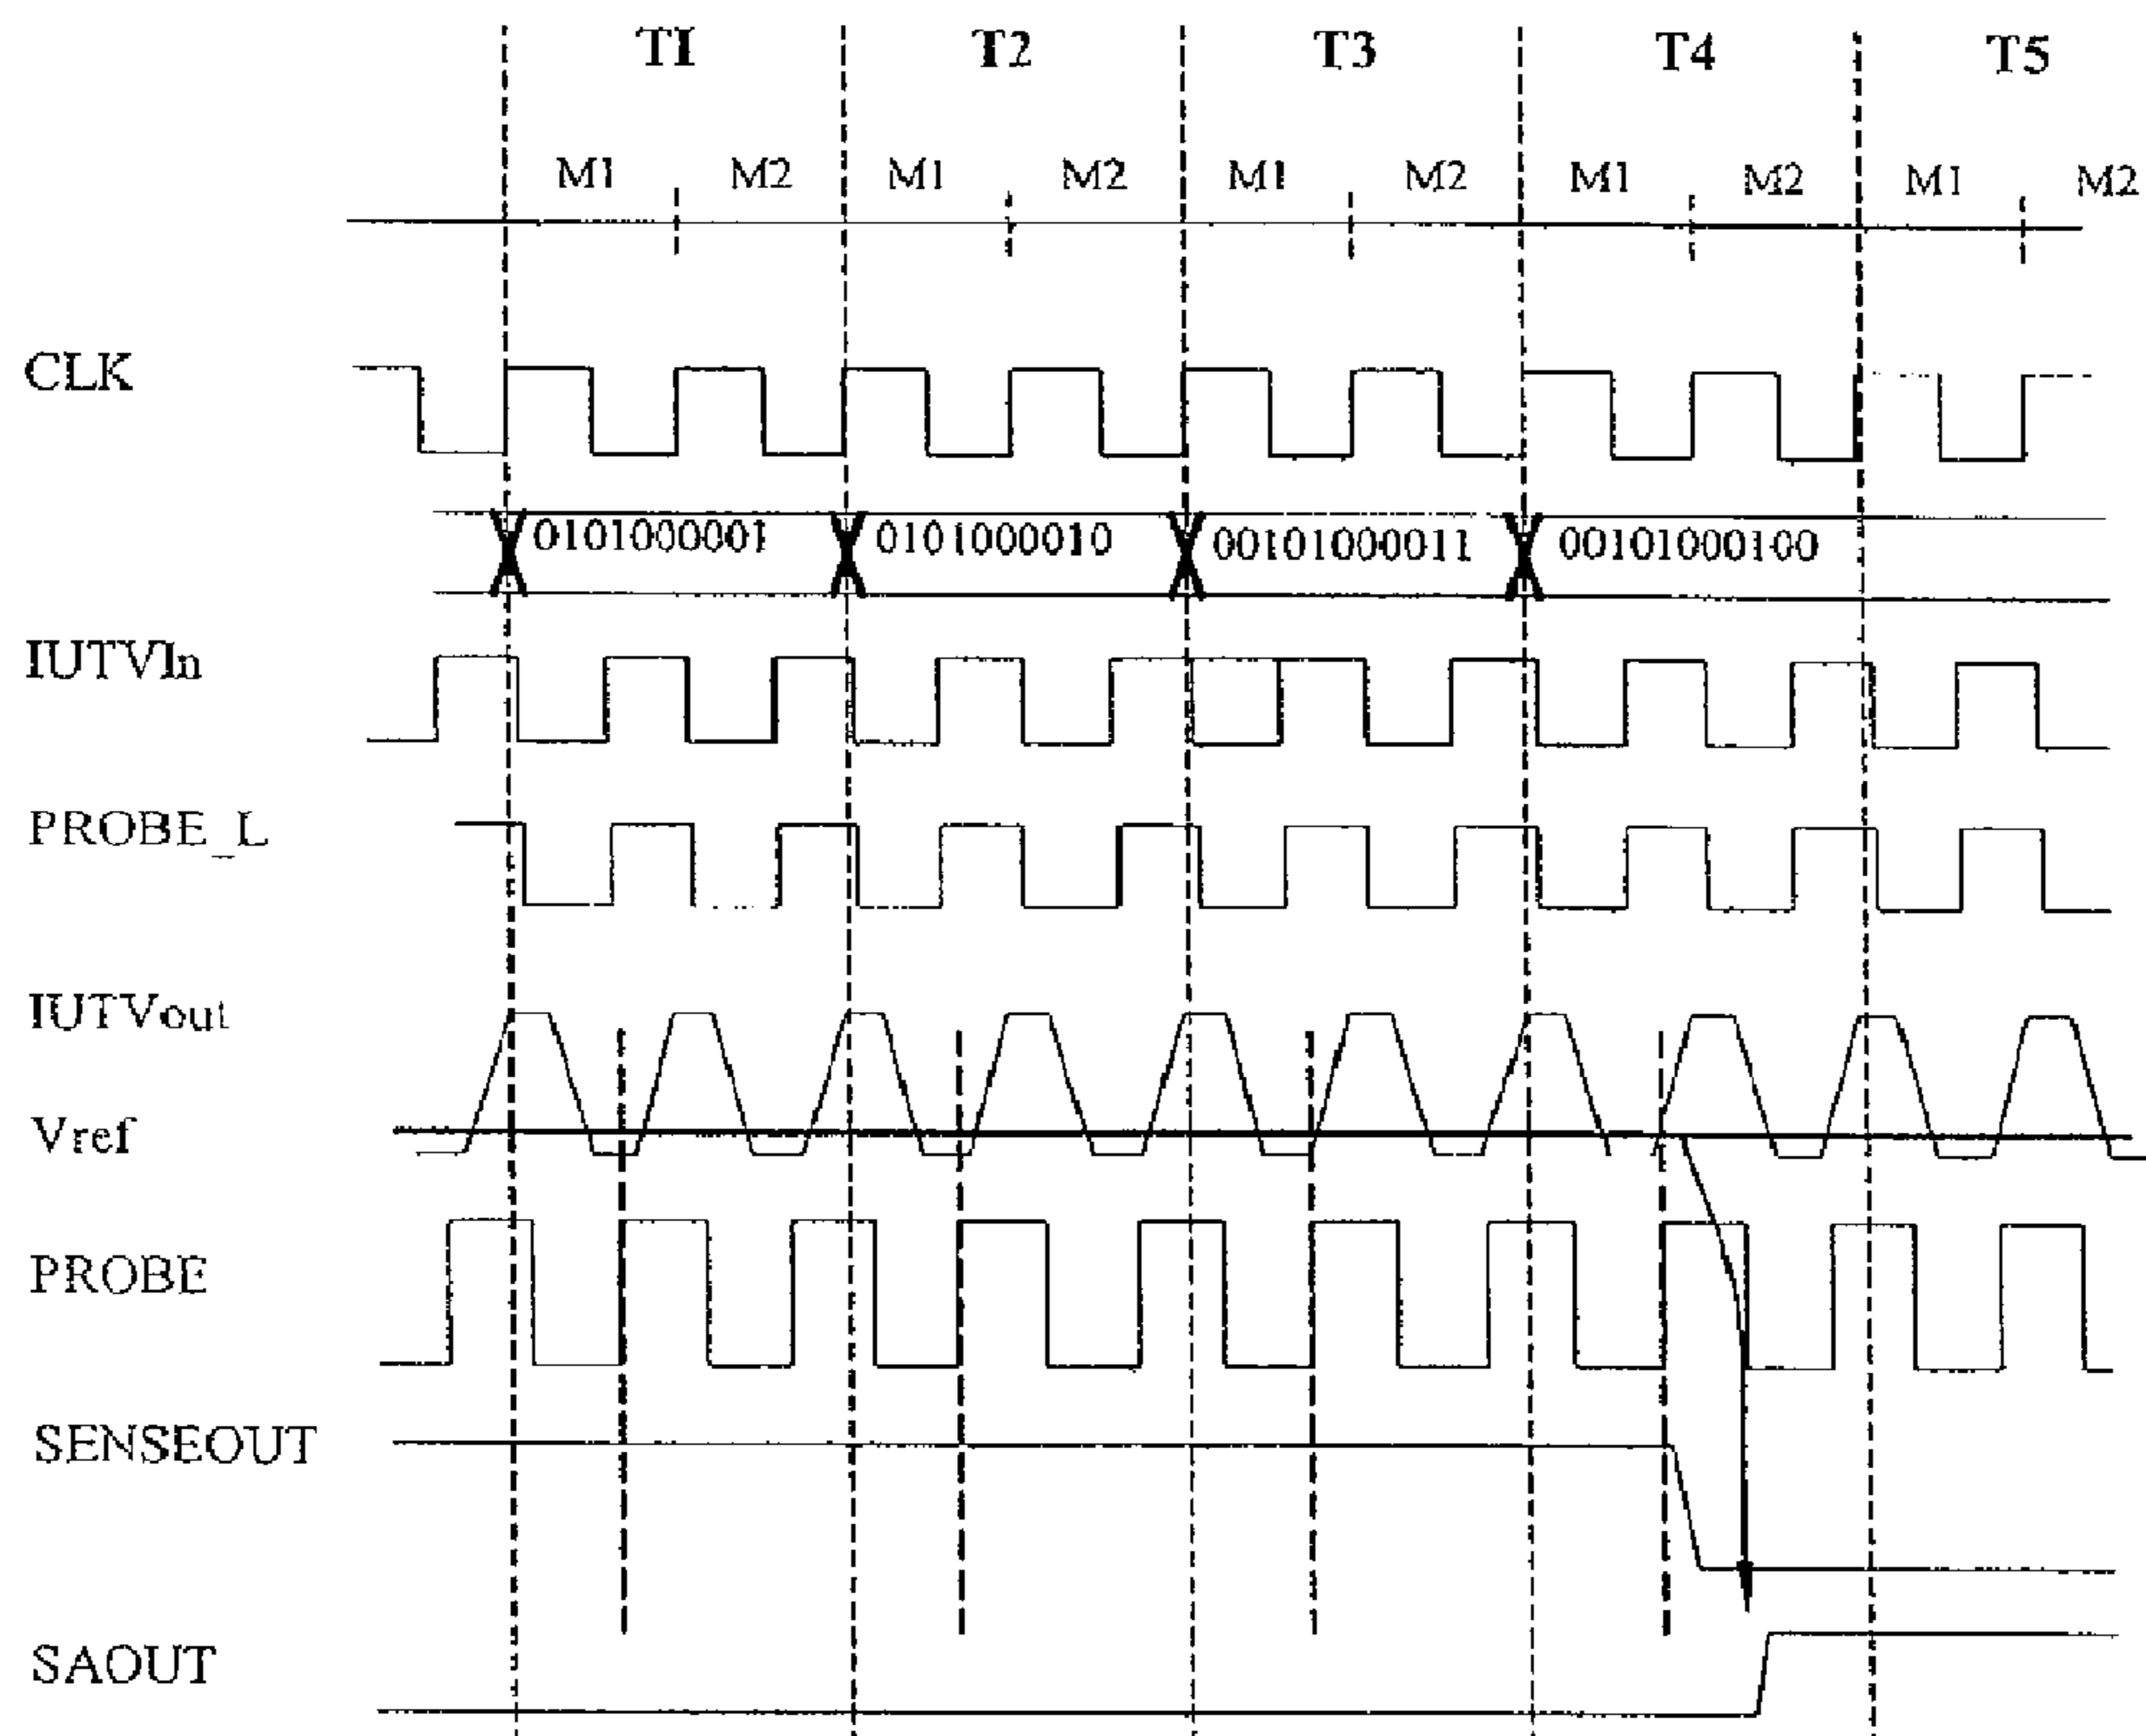 T1 T2 T3 T4 T5
M1 M2 M1 M2 M1 M2 M1 M2 M1 M2
CLK
0101000001 0101000010 00101000011 00101000100
IUTVIn
PROBE_L
IUTVout
Vref
PROBE
SENSEOUT
SAOUT